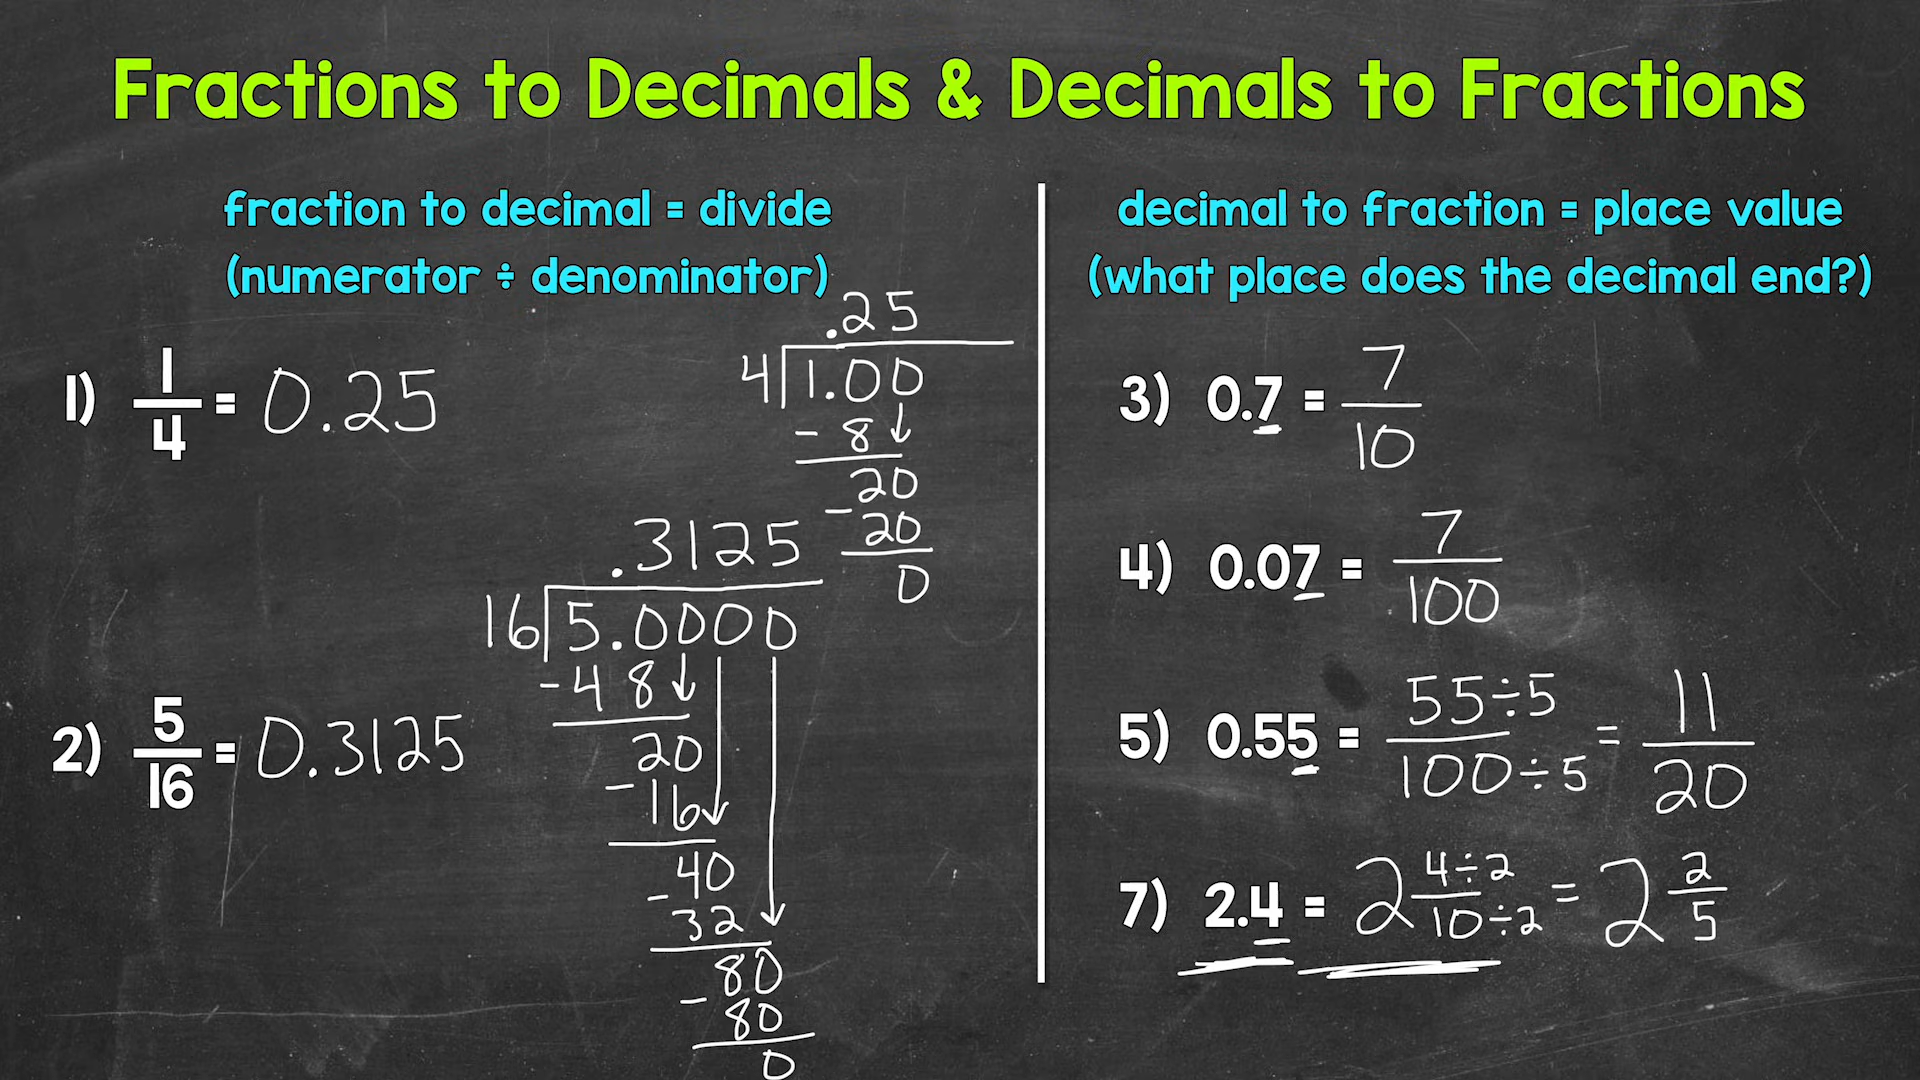 Fractions to Decimals & Decimals to Fractions
fraction to decimal = divide
(numerator ÷ denominator)
1) 1/4 = 0.25
.25
4 1.00
- 8
20
- 20
0
2) 5/16 = 0.3125
.3125
16 5.0000
- 48
20
- 16
40
- 32
80
- 80
0
decimal to fraction = place value
(what place does the decimal end?)
3) 0.7 = 7/10
4) 0.07 = 7/100
5) 0.55 = 55÷5/100÷5 = 11/20
7) 2.4 = 2 4÷2/10÷2 = 2 2/5